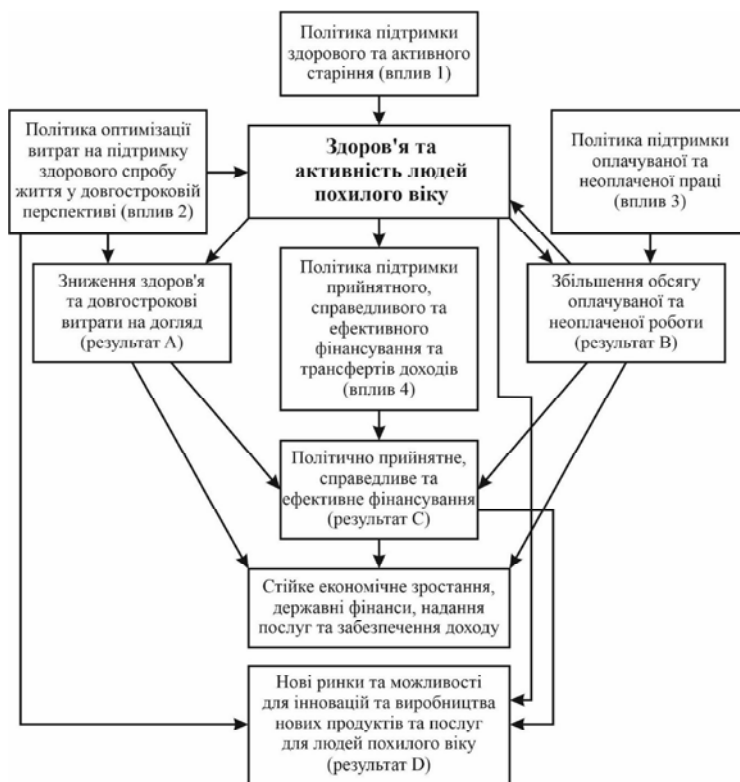 Політика підтримки
здорового та активного
старіння (вплив 1)
Політика оптимізації
витрат на підтримку
здорового спробу
життя у довгостроковій
перспективі (вплив 2)
Здоров'я та
активність людей
похилого віку
Політика підтримки
оплачуваної та
неоплаченої праці
(вплив 3)
Зниження здоров'я
та довгострокові
витрати на догляд
(результат A)
Політика підтримки
прийнятного,
справедливого та
ефективного
фінансування та
трансфертів доходів
(вплив 4)
Збільшення обсягу
оплачуваної та
неоплаченої роботи
(результат B)
Політично прийнятне,
справедливе та
ефективне фінансування
(результат C)
Стійке економічне зростання,
державні фінанси, надання
послуг та забезпечення доходу
Нові ринки та можливості
для інновацій та виробництва
нових продуктів та послуг
для людей похилого віку
(результат D)